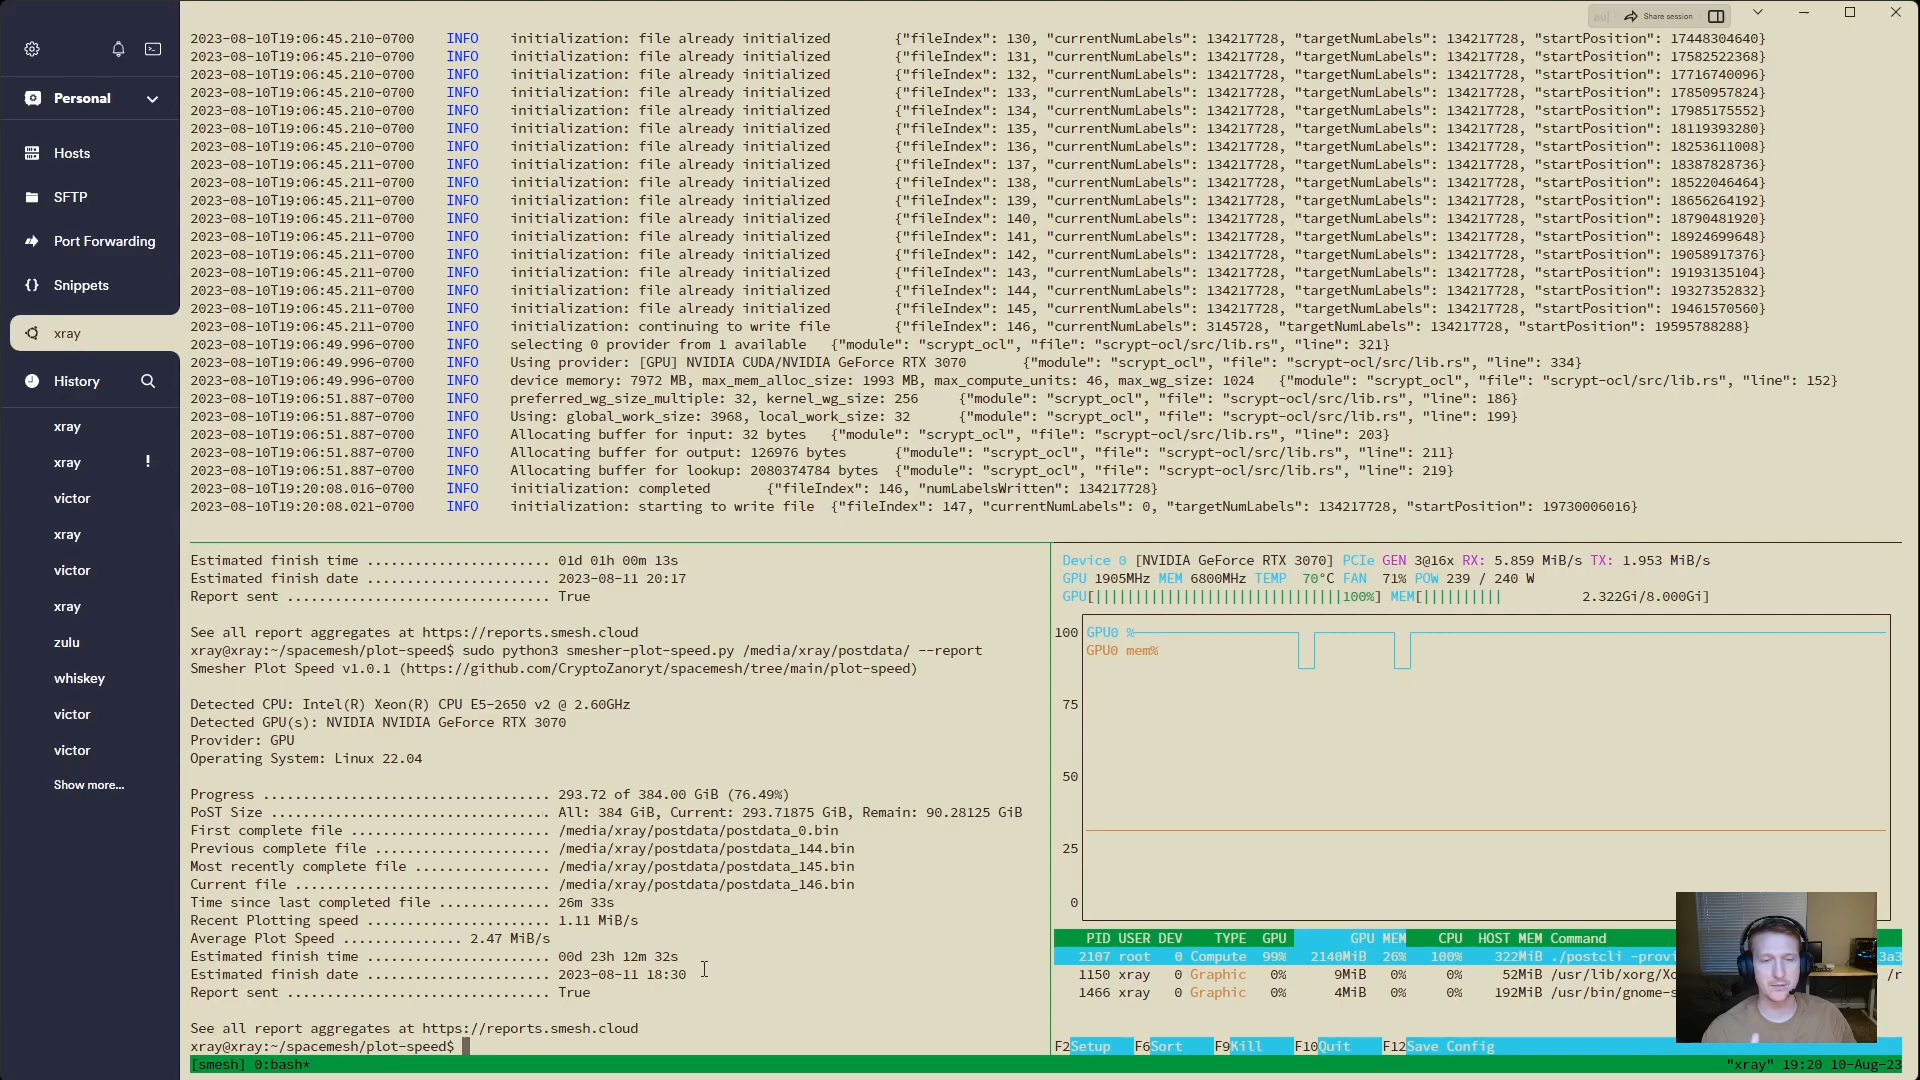 Share session
Personal
Hosts
SFTP
Port Forwarding
Snippets
xray
History
xray
xray !
victor
xray
victor
xray
zulu
whiskey
victor
victor
Show more...
2023-08-10T19:06:45.210-0700 INFO initialization: file already initialized {"fileIndex": 130, "currentNumLabels": 134217728, "targetNumLabels": 134217728, "startPosition": 17448304640}
2023-08-10T19:06:45.210-0700 INFO initialization: file already initialized {"fileIndex": 131, "currentNumLabels": 134217728, "targetNumLabels": 134217728, "startPosition": 17582522368}
2023-08-10T19:06:45.210-0700 INFO initialization: file already initialized {"fileIndex": 132, "currentNumLabels": 134217728, "targetNumLabels": 134217728, "startPosition": 17716740096}
2023-08-10T19:06:45.210-0700 INFO initialization: file already initialized {"fileIndex": 133, "currentNumLabels": 134217728, "targetNumLabels": 134217728, "startPosition": 17850957824}
2023-08-10T19:06:45.210-0700 INFO initialization: file already initialized {"fileIndex": 134, "currentNumLabels": 134217728, "targetNumLabels": 134217728, "startPosition": 17985175552}
2023-08-10T19:06:45.210-0700 INFO initialization: file already initialized {"fileIndex": 135, "currentNumLabels": 134217728, "targetNumLabels": 134217728, "startPosition": 18119393280}
2023-08-10T19:06:45.210-0700 INFO initialization: file already initialized {"fileIndex": 136, "currentNumLabels": 134217728, "targetNumLabels": 134217728, "startPosition": 18253611008}
2023-08-10T19:06:45.211-0700 INFO initialization: file already initialized {"fileIndex": 137, "currentNumLabels": 134217728, "targetNumLabels": 134217728, "startPosition": 18387828736}
2023-08-10T19:06:45.211-0700 INFO initialization: file already initialized {"fileIndex": 138, "currentNumLabels": 134217728, "targetNumLabels": 134217728, "startPosition": 18522046464}
2023-08-10T19:06:45.211-0700 INFO initialization: file already initialized {"fileIndex": 139, "currentNumLabels": 134217728, "targetNumLabels": 134217728, "startPosition": 18656264192}
2023-08-10T19:06:45.211-0700 INFO initialization: file already initialized {"fileIndex": 140, "currentNumLabels": 134217728, "targetNumLabels": 134217728, "startPosition": 18790481920}
2023-08-10T19:06:45.211-0700 INFO initialization: file already initialized {"fileIndex": 141, "currentNumLabels": 134217728, "targetNumLabels": 134217728, "startPosition": 18924699648}
2023-08-10T19:06:45.211-0700 INFO initialization: file already initialized {"fileIndex": 142, "currentNumLabels": 134217728, "targetNumLabels": 134217728, "startPosition": 19058917376}
2023-08-10T19:06:45.211-0700 INFO initialization: file already initialized {"fileIndex": 143, "currentNumLabels": 134217728, "targetNumLabels": 134217728, "startPosition": 19193135104}
2023-08-10T19:06:45.211-0700 INFO initialization: file already initialized {"fileIndex": 144, "currentNumLabels": 134217728, "targetNumLabels": 134217728, "startPosition": 19327352832}
2023-08-10T19:06:45.211-0700 INFO initialization: file already initialized {"fileIndex": 145, "currentNumLabels": 134217728, "targetNumLabels": 134217728, "startPosition": 19461570560}
2023-08-10T19:06:45.211-0700 INFO initialization: continuing to write file {"fileIndex": 146, "currentNumLabels": 3145728, "targetNumLabels": 134217728, "startPosition": 19595788288}
2023-08-10T19:06:49.996-0700 INFO selecting 0 provider from 1 available {"module": "scrypt_ocl", "file": "scrypt-ocl/src/lib.rs", "line": 321}
2023-08-10T19:06:49.996-0700 INFO Using provider: [GPU] NVIDIA CUDA/NVIDIA GeForce RTX 3070 {"module": "scrypt_ocl", "file": "scrypt-ocl/src/lib.rs", "line": 334}
2023-08-10T19:06:49.996-0700 INFO device memory: 7972 MB, max_mem_alloc_size: 1993 MB, max_compute_units: 46, max_wg_size: 1024 {"module": "scrypt_ocl", "file": "scrypt-ocl/src/lib.rs", "line": 152}
2023-08-10T19:06:51.887-0700 INFO preferred_wg_size_multiple: 32, kernel_wg_size: 256 {"module": "scrypt_ocl", "file": "scrypt-ocl/src/lib.rs", "line": 186}
2023-08-10T19:06:51.887-0700 INFO Using: global_work_size: 3968, local_work_size: 32 {"module": "scrypt_ocl", "file": "scrypt-ocl/src/lib.rs", "line": 199}
2023-08-10T19:06:51.887-0700 INFO Allocating buffer for input: 32 bytes {"module": "scrypt_ocl", "file": "scrypt-ocl/src/lib.rs", "line": 203}
2023-08-10T19:06:51.887-0700 INFO Allocating buffer for output: 126976 bytes {"module": "scrypt_ocl", "file": "scrypt-ocl/src/lib.rs", "line": 211}
2023-08-10T19:06:51.887-0700 INFO Allocating buffer for lookup: 2080374784 bytes {"module": "scrypt_ocl", "file": "scrypt-ocl/src/lib.rs", "line": 219}
2023-08-10T19:20:08.016-0700 INFO initialization: completed {"fileIndex": 146, "numLabelsWritten": 134217728}
2023-08-10T19:20:08.021-0700 INFO initialization: starting to write file {"fileIndex": 147, "currentNumLabels": 0, "targetNumLabels": 134217728, "startPosition": 19730006016}
Estimated finish time ....................... 01d 01h 00m 13s
Estimated finish date ....................... 2023-08-11 20:17
Report sent ................................. True
See all report aggregates at https://reports.smesh.cloud
xray@xray:~/spacemesh/plot-speed$ sudo python3 smesher-plot-speed.py /media/xray/postdata/ --report
Smesher Plot Speed v1.0.1 (https://github.com/CryptoZanoryt/spacemesh/tree/main/plot-speed)
Detected CPU: Intel(R) Xeon(R) CPU E5-2650 v2 @ 2.60GHz
Detected GPU(s): NVIDIA NVIDIA GeForce RTX 3070
Provider: GPU
Operating System: Linux 22.04
Progress .................................... 293.72 of 384.00 GiB (76.49%)
PoST Size ................................... All: 384 GiB, Current: 293.71875 GiB, Remain: 90.28125 GiB
First complete file ......................... /media/xray/postdata/postdata_0.bin
Previous complete file ...................... /media/xray/postdata/postdata_144.bin
Most recently complete file ................. /media/xray/postdata/postdata_145.bin
Current file ................................ /media/xray/postdata/postdata_146.bin
Time since last completed file .............. 26m 33s
Recent Plotting speed ....................... 1.11 MiB/s
Average Plot Speed ............... 2.47 MiB/s
Estimated finish time ....................... 00d 23h 12m 32s
Estimated finish date ....................... 2023-08-11 18:30
Report sent ................................. True
See all report aggregates at https://reports.smesh.cloud
xray@xray:~/spacemesh/plot-speed$
Device 0 [NVIDIA GeForce RTX 3070] PCIe GEN 3@16x RX: 5.859 MiB/s TX: 1.953 MiB/s
GPU 1905MHz MEM 6800MHz TEMP 70°C FAN 71% POW 239 / 240 W
GPU[|||||||||||||||||||||||||||||||100%] MEM[|||||||||| 2.322Gi/8.000Gi]
100 GPU0 %
GPU0 mem%
75
50
25
0
PID USER DEV TYPE GPU GPU MEM CPU HOST MEM Command
2107 root 0 Compute 99% 2140MiB 26% 100% 322MiB ./postcli -provi 3a3
1150 xray 0 Graphic 0% 9MiB 0% 0% 52MiB /usr/lib/xorg/Xo /r
1466 xray 0 Graphic 0% 4MiB 0% 0% 192MiB /usr/bin/gnome-s
F2Setup F6Sort F9Kill F10Quit F12Save Config
[smesh] 0:bash* "xray" 19:20 10-Aug-23